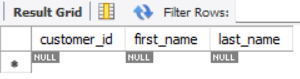 Result Grid Filter Rows:
customer_id first_name last_name
NULL NULL NULL